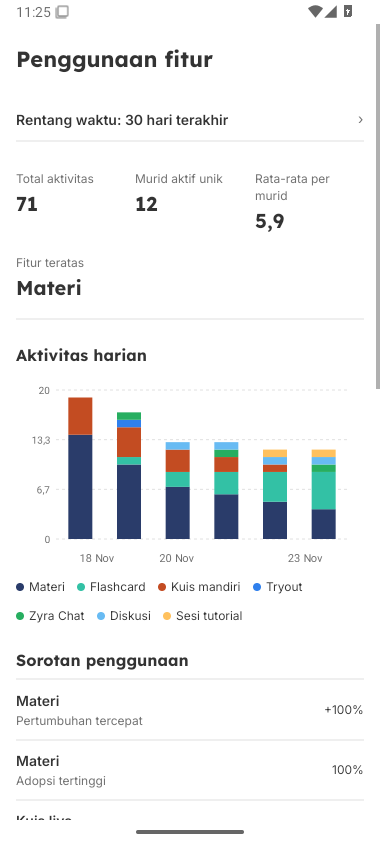 11:25
Penggunaan fitur
Rentang waktu: 30 hari terakhir
Total aktivitas
71
Murid aktif unik
12
Rata-rata per
murid
5,9
Fitur teratas
Materi
Aktivitas harian
20
13,3
6,7
0
18 Nov
20 Nov
23 Nov
Materi
Flashcard
Kuis mandiri
Tryout
Zyra Chat
Diskusi
Sesi tutorial
Sorotan penggunaan
Materi
+100%
Pertumbuhan tercepat
Materi
100%
Adopsi tertinggi
Kuis live